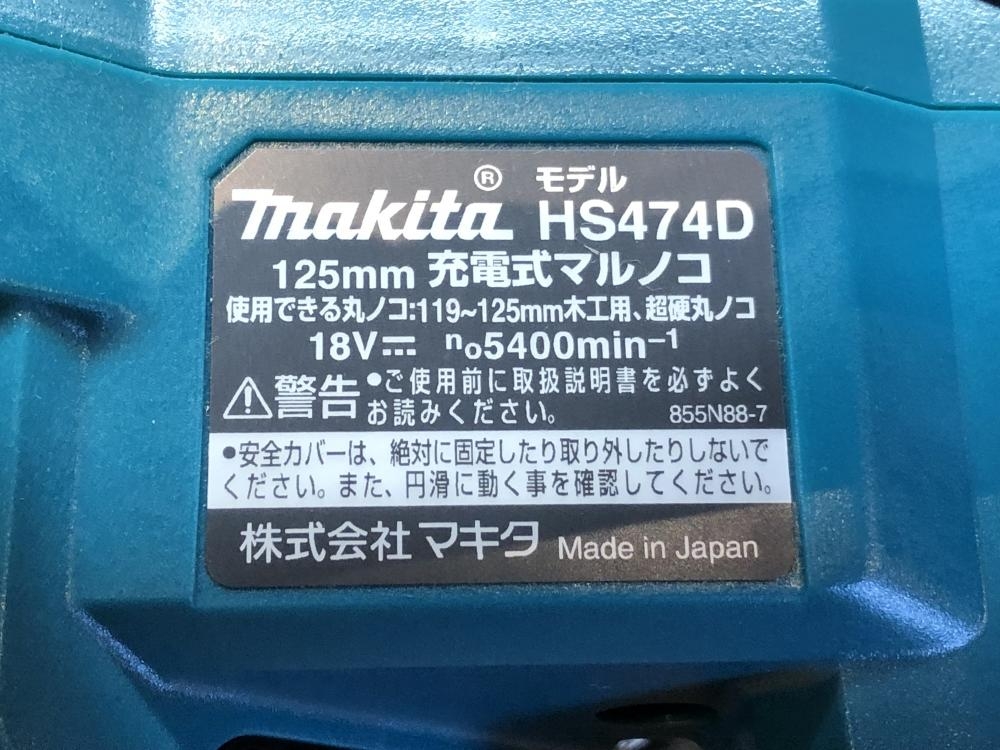 makita® モデル HS474D
125mm 充電式マルノコ
使用できる丸ノコ:119~125mm木工用、超硬丸ノコ
18V⎓ n₀5400min⁻¹
⚠警告 •ご使用前に取扱説明書を必ずよく
お読みください。 855N88-7
•安全カバーは、絶対に固定したり取り外したりしないで
ください。また、円滑に動く事を確認してください。
株式会社マキタ Made in Japan